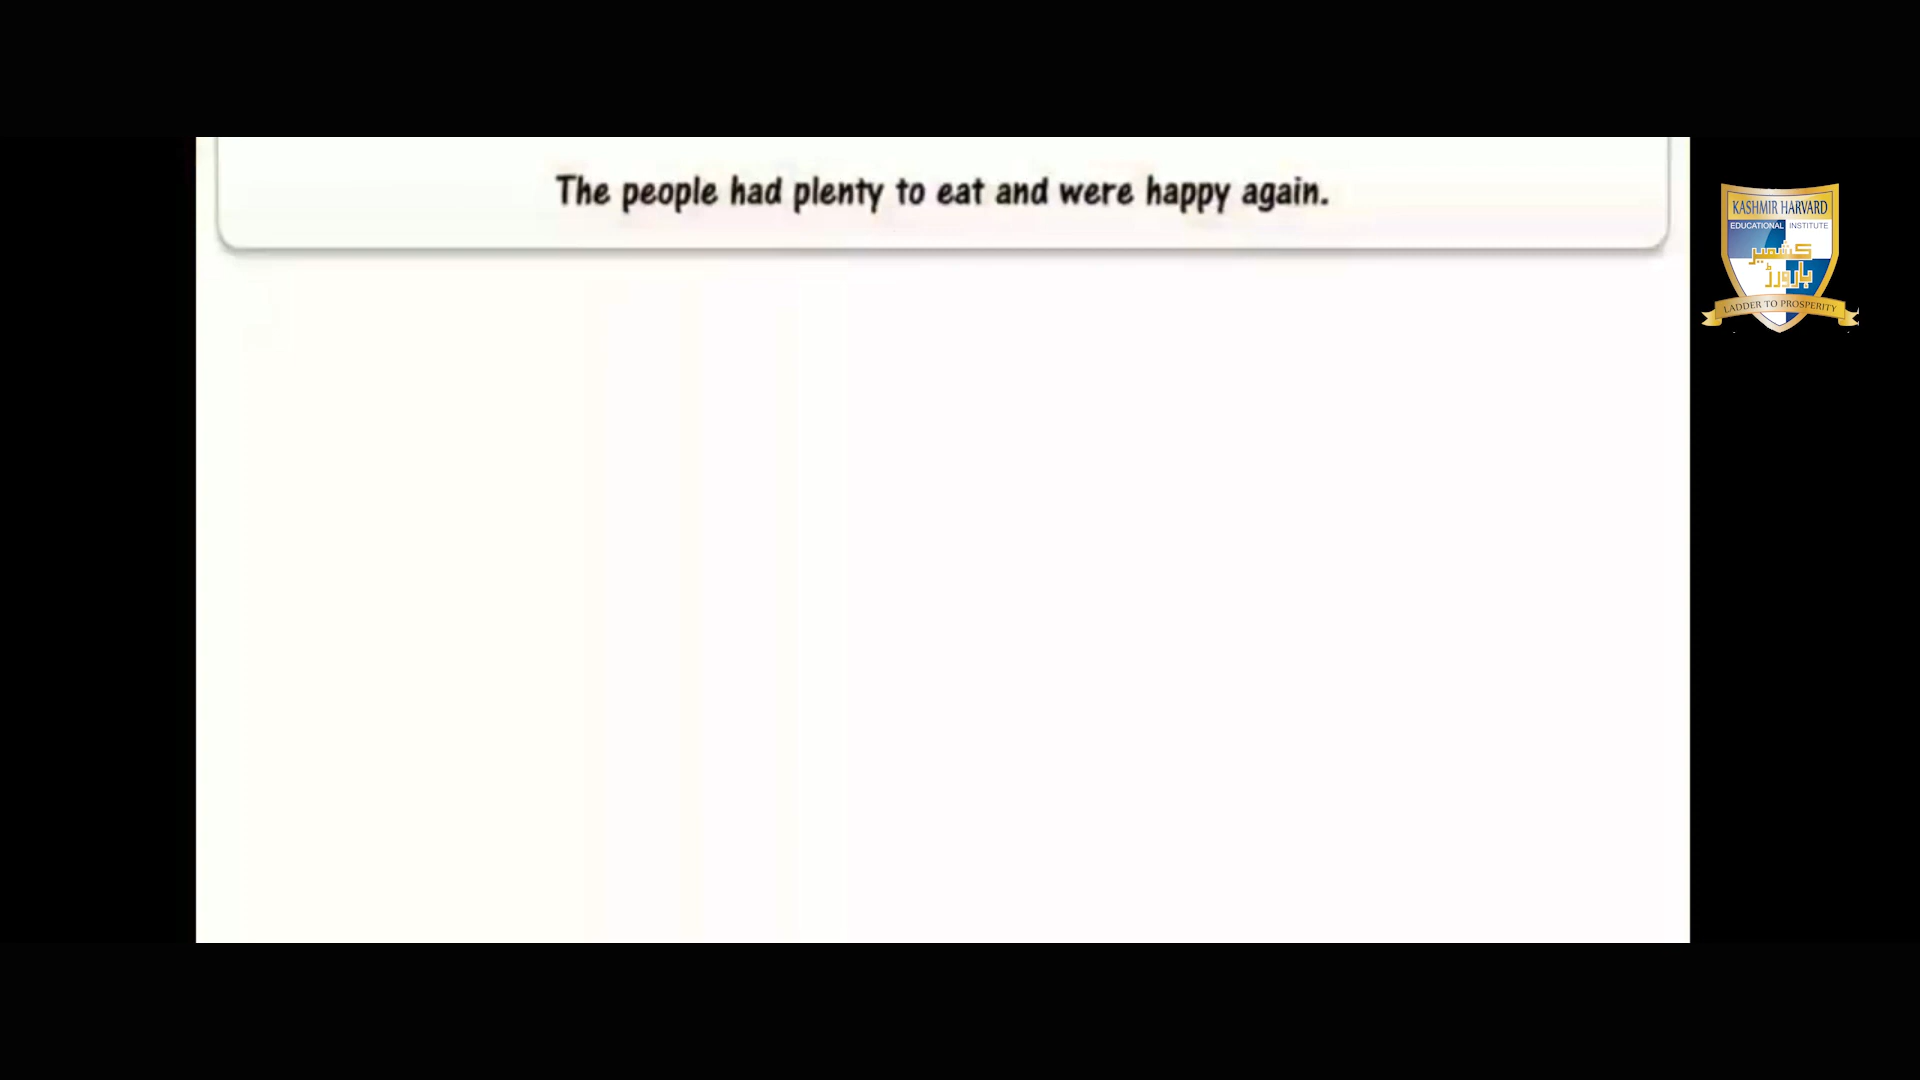 The people had plenty to eat and were happy again.
KASHMIR HARVARD
EDUCATIONAL INSTITUTE
کشمیر
ہارورڈ
LADDER TO PROSPERITY